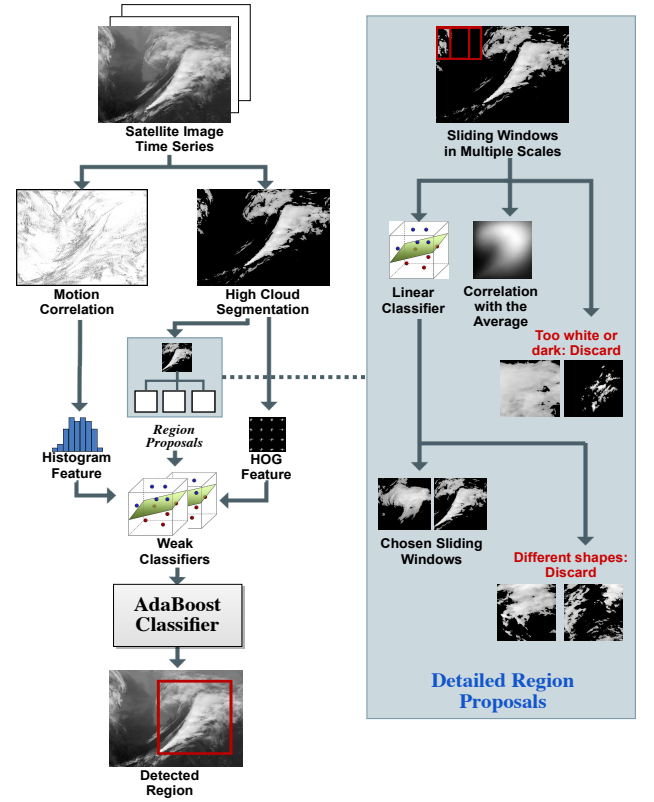 Satellite Image
Time Series
Motion
Correlation
High Cloud
Segmentation
Region
Proposals
Histogram
Feature
HOG
Feature
Weak
Classifiers
AdaBoost
Classifier
Detected
Region
Sliding Windows
in Multiple Scales
Linear
Classifier
Correlation
with the
Average
Too white or
dark: Discard
Chosen Sliding
Windows
Different shapes:
Discard
Detailed Region
Proposals